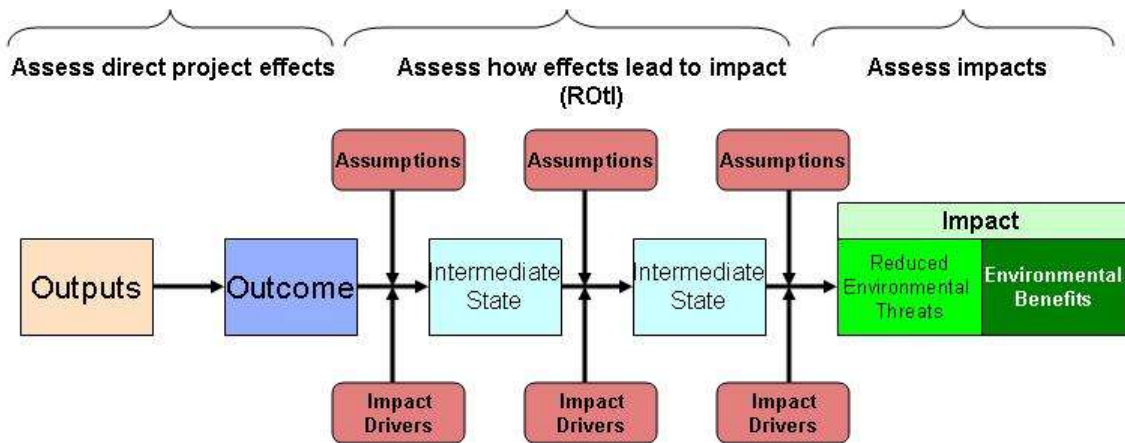 Assess direct project effects
Assess how effects lead to impact
(ROtI)
Assess impacts
Assumptions
Assumptions
Assumptions
Impact
Outputs
Outcome
Intermediate
State
Intermediate
State
Reduced
Environmental
Threats
Environmental
Benefits
Impact
Drivers
Impact
Drivers
Impact
Drivers